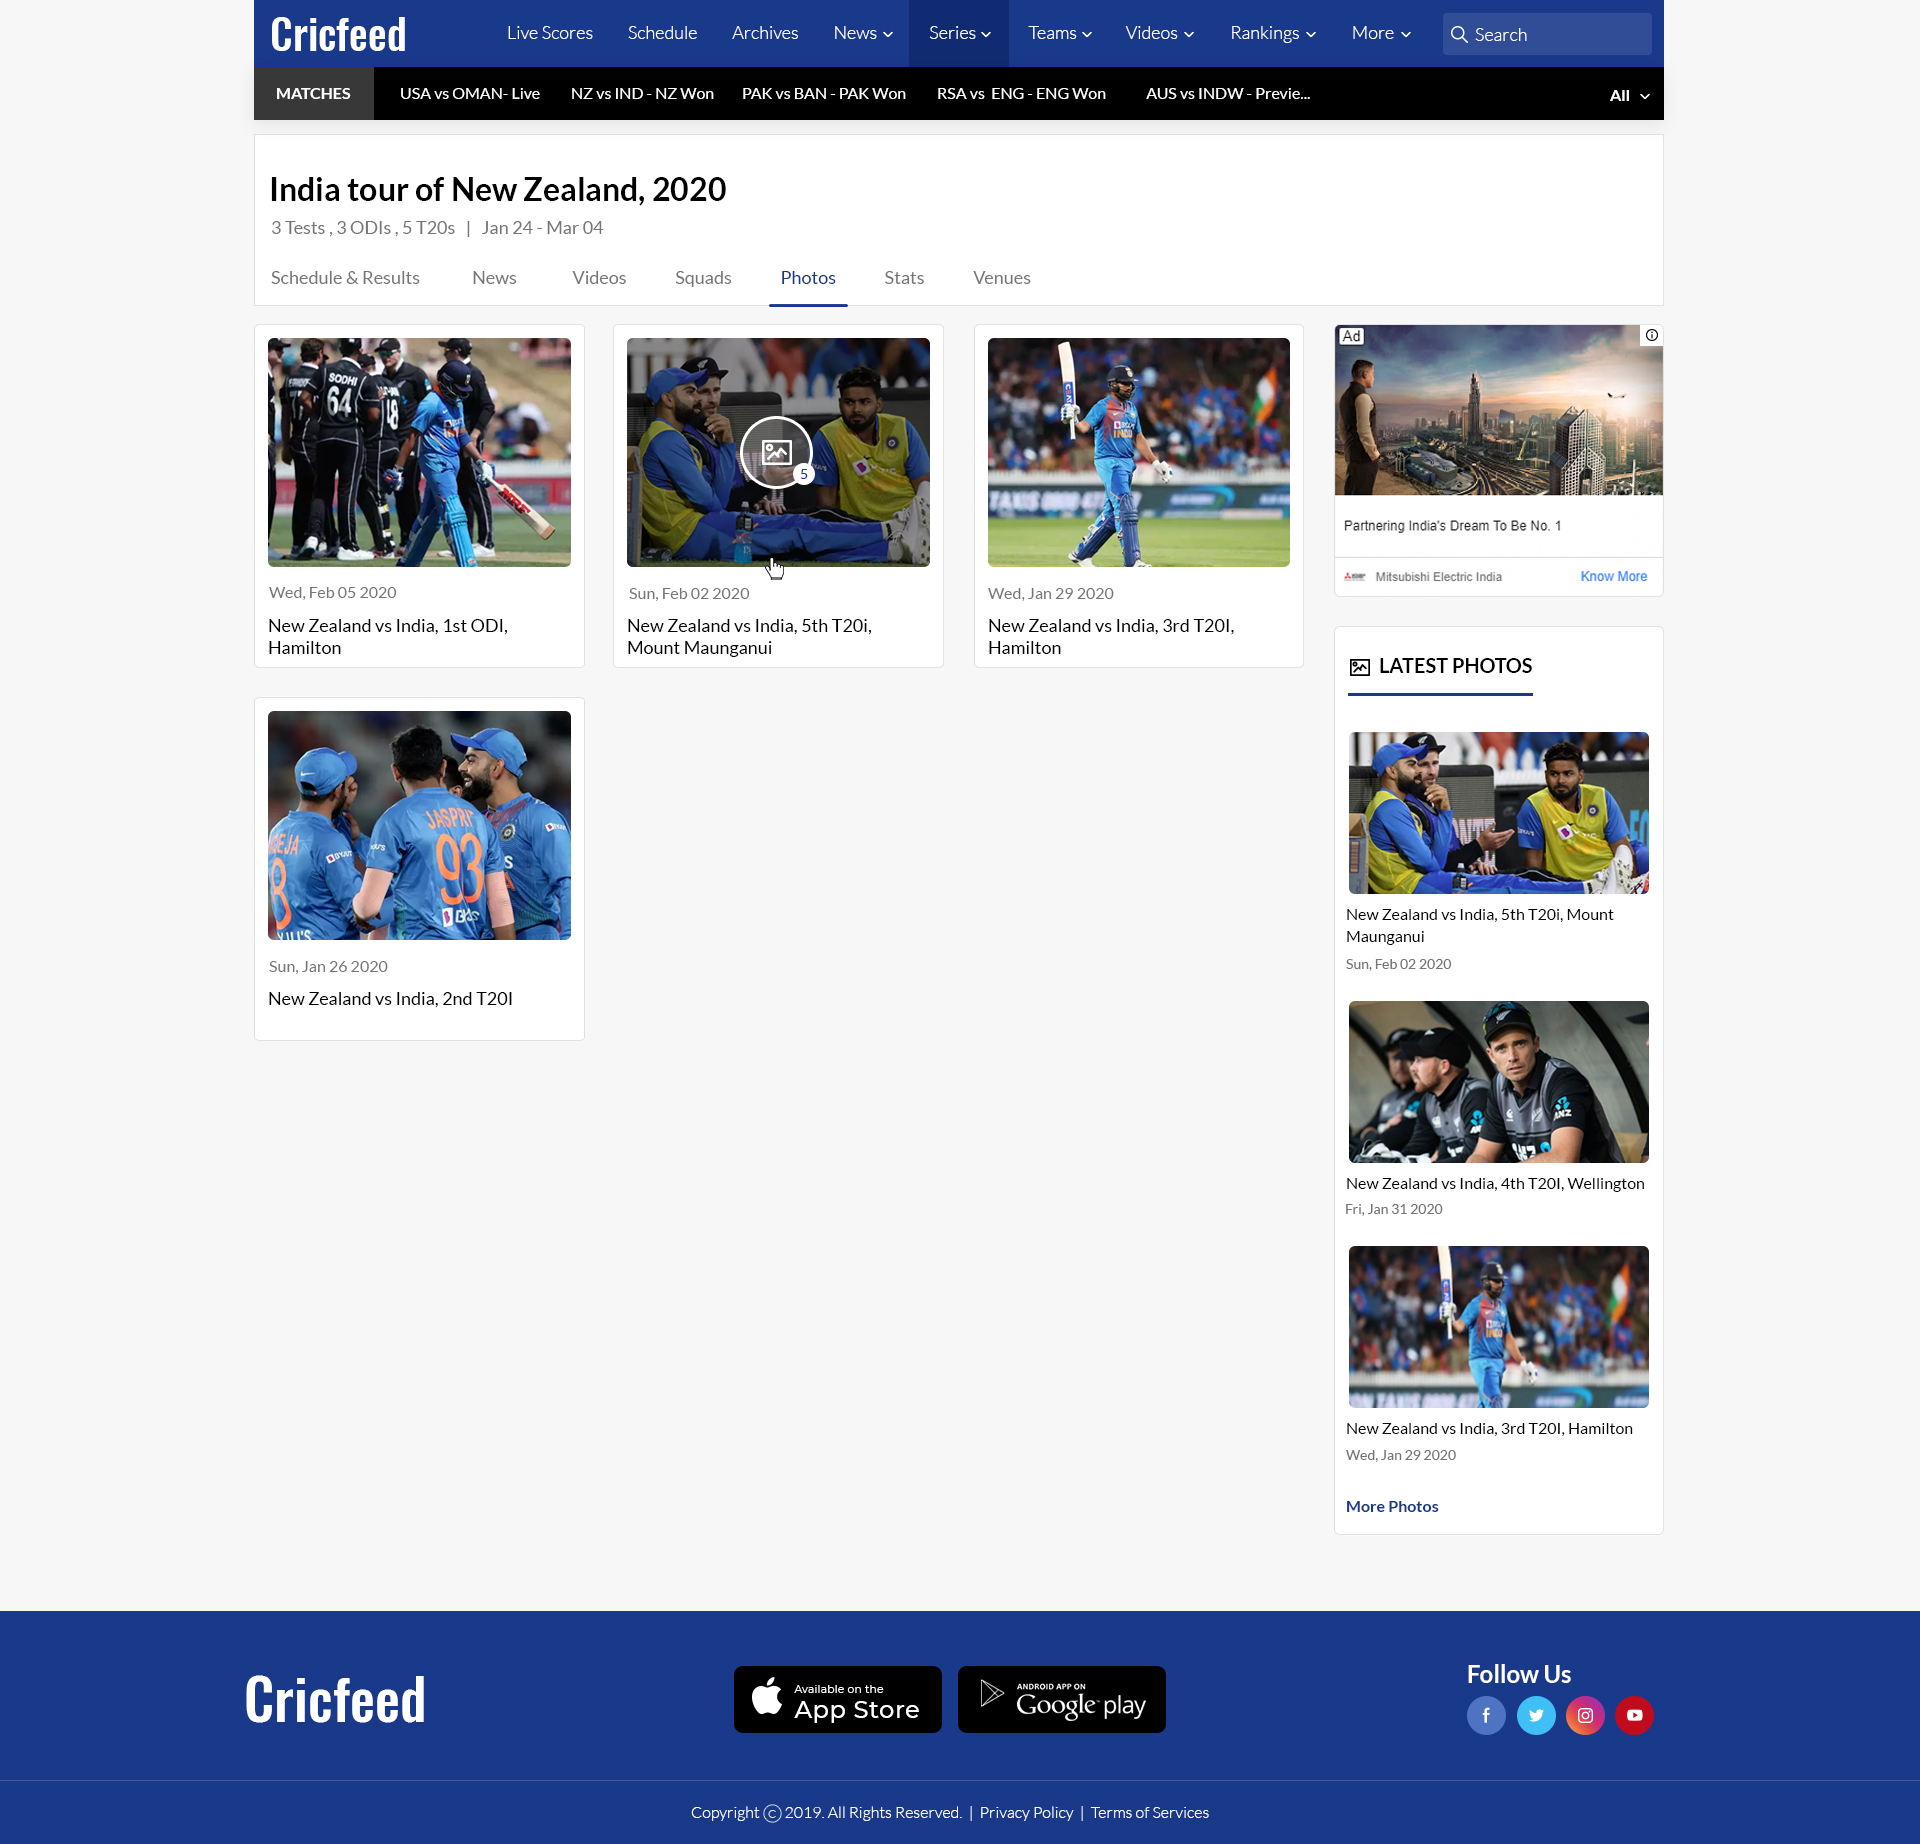 Cricfeed
Live Scores
Schedule
Archives
News
Series
Teams
Videos
Rankings
More
Search
MATCHES
USA vs OMAN- Live
NZ vs IND - NZ Won
PAK vs BAN - PAK Won
RSA vs ENG - ENG Won
AUS vs INDW - Previe...
All
India tour of New Zealand, 2020
3 Tests , 3 ODIs , 5 T20s | Jan 24 - Mar 04
Schedule & Results
News
Videos
Squads
Photos
Stats
Venues
SODHI
64
18
Wed, Feb 05 2020
New Zealand vs India, 1st ODI,
Hamilton
5
Sun, Feb 02 2020
New Zealand vs India, 5th T20i,
Mount Maunganui
Wed, Jan 29 2020
New Zealand vs India, 3rd T20I,
Hamilton
JASPRIT
93
Sun, Jan 26 2020
New Zealand vs India, 2nd T20I
Ad
Partnering India's Dream To Be No. 1
Mitsubishi Electric India
Know More
LATEST PHOTOS
New Zealand vs India, 5th T20i, Mount
Maunganui
Sun, Feb 02 2020
New Zealand vs India, 4th T20I, Wellington
Fri, Jan 31 2020
New Zealand vs India, 3rd T20I, Hamilton
Wed, Jan 29 2020
More Photos
Cricfeed
Available on the
App Store
ANDROID APP ON
Google play
Follow Us
Copyright © 2019. All Rights Reserved. | Privacy Policy | Terms of Services